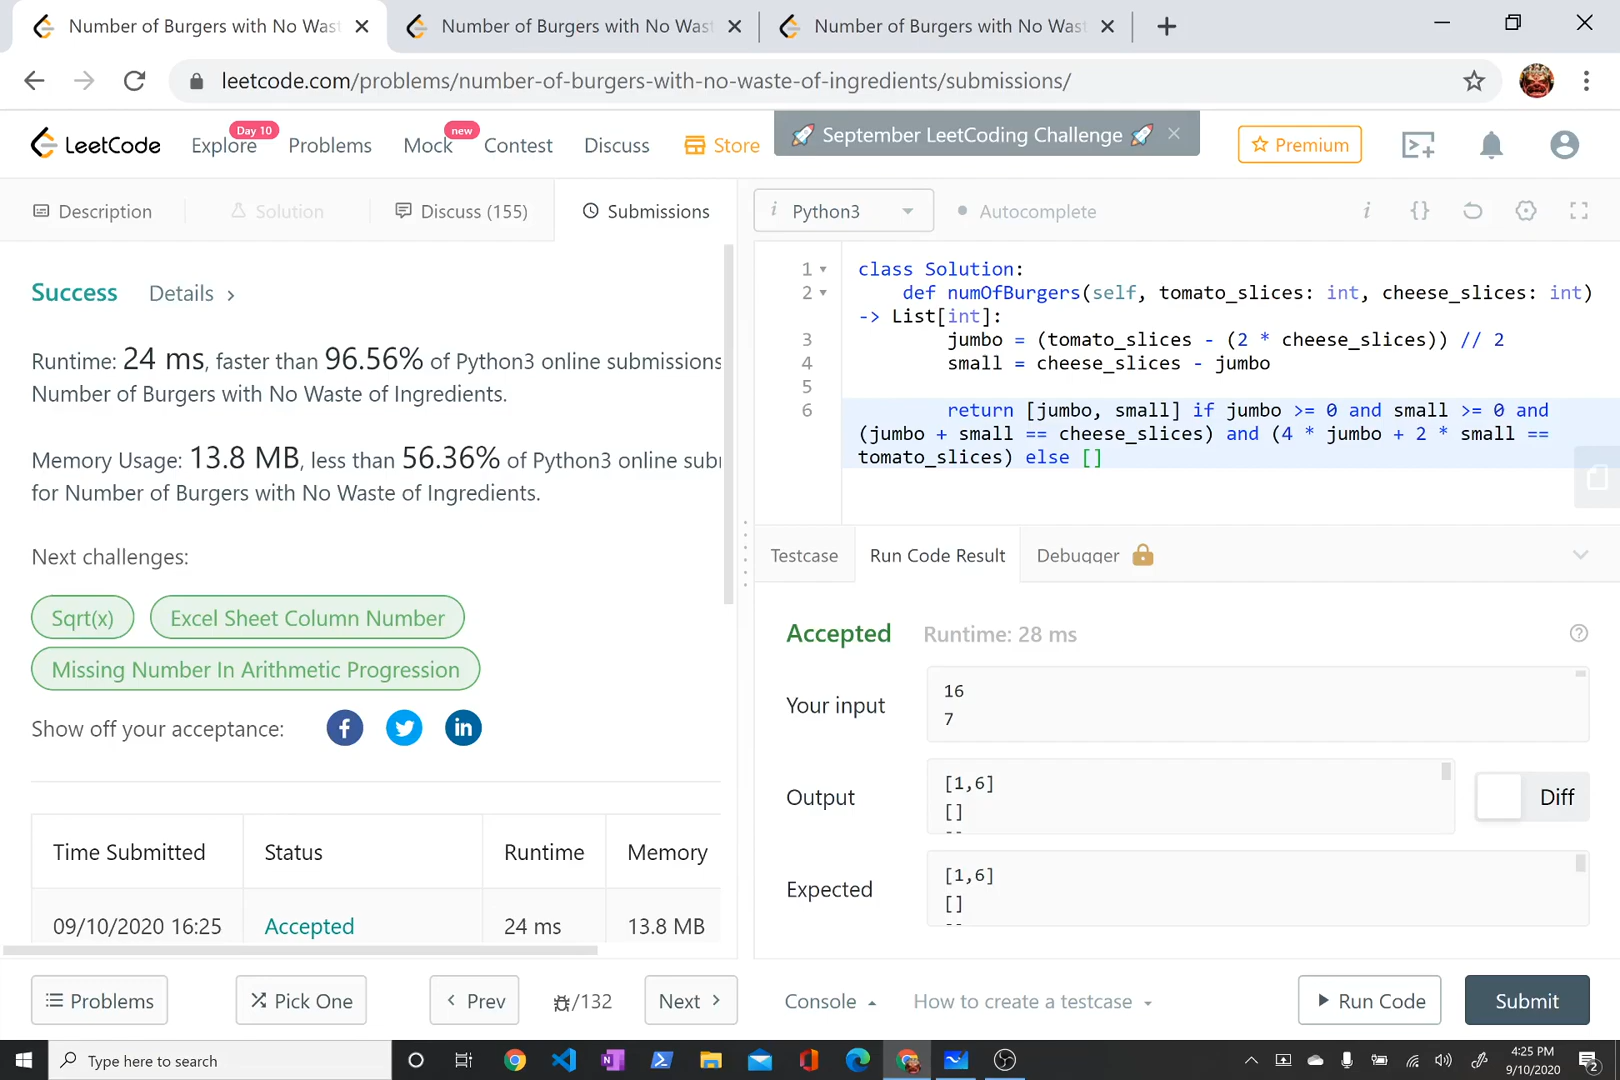 Number of Burgers with No Wast
Number of Burgers with No Wast
Number of Burgers with No Wast
leetcode.com/problems/number-of-burgers-with-no-waste-of-ingredients/submissions/
LeetCode
Explore
Day 10
Problems
Mock
new
Contest
Discuss
Store
🚀 September LeetCoding Challenge 🚀
Premium
Description
Solution
Discuss (155)
Submissions
i Python3
Autocomplete
i
{}
Success
Details
Runtime: 24 ms, faster than 96.56% of Python3 online submissions
Number of Burgers with No Waste of Ingredients.
Memory Usage: 13.8 MB, less than 56.36% of Python3 online subr
for Number of Burgers with No Waste of Ingredients.
Next challenges:
Sqrt(x)
Excel Sheet Column Number
Missing Number In Arithmetic Progression
Show off your acceptance:
Time Submitted Status Runtime Memory
09/10/2020 16:25 Accepted 24 ms 13.8 MB
1 class Solution:
2 def numOfBurgers(self, tomato_slices: int, cheese_slices: int)
-> List[int]:
3 jumbo = (tomato_slices - (2 * cheese_slices)) // 2
4 small = cheese_slices - jumbo
5
6 return [jumbo, small] if jumbo >= 0 and small >= 0 and
(jumbo + small == cheese_slices) and (4 * jumbo + 2 * small ==
tomato_slices) else []
Testcase
Run Code Result
Debugger
Accepted
Runtime: 28 ms
Your input
16
7
Output
[1,6]
[]
Diff
Expected
[1,6]
[]
Problems
Pick One
Prev
/132
Next
Console
How to create a testcase
Run Code
Submit
Type here to search
4:25 PM
9/10/2020
2